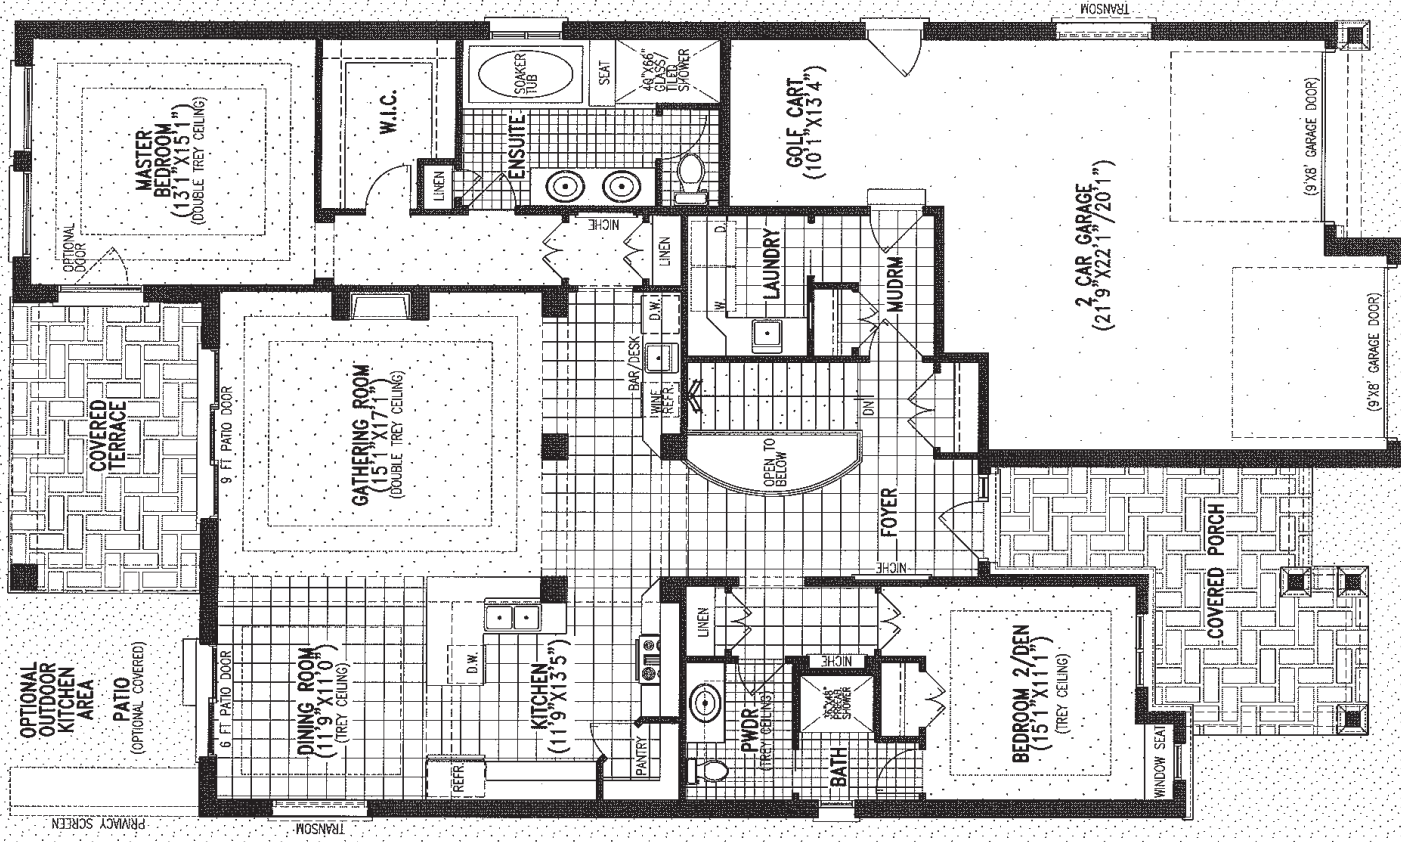 TRANSOM
MASTER
BEDROOM
(13'1"X15'1")
(DOUBLE TREY CEILING)
OPTIONAL
DOOR
W.I.C.
LINEN
SOAKER
TUB
SEAT
40"X66"
GLASS/
TILED
SHOWER
ENSUITE
NICHE
LINEN
GOLF CART
(10'1"X13'4")
2 CAR GARAGE
(21'9"X22'1"/20'1")
(9'X8' GARAGE DOOR)
(9'X8' GARAGE DOOR)
W.
D.
LAUNDRY
MUDRM
COVERED
TERRACE
9 FT PATIO DOOR
GATHERING ROOM
(15'1"X17'1")
(DOUBLE TREY CEILING)
D.W.
BAR/DESK
WINE
REFR.
DN
OPEN TO
BELOW
FOYER
NICHE
COVERED PORCH
OPTIONAL
OUTDOOR
KITCHEN
AREA
PATIO
(OPTIONAL COVERED)
PRIVACY SCREEN
6 FT PATIO DOOR
DINING ROOM
(11'9"X11'0")
(TREY CEILING)
TRANSOM
D.W.
REFR.
KITCHEN
(11'9"X13'5")
PANTRY
LINEN
PWDR
(TREY CEILING)
NICHE
SHOWER
BATH
BEDROOM 2/DEN
(15'1"X11'1")
(TREY CEILING)
WINDOW SEAT